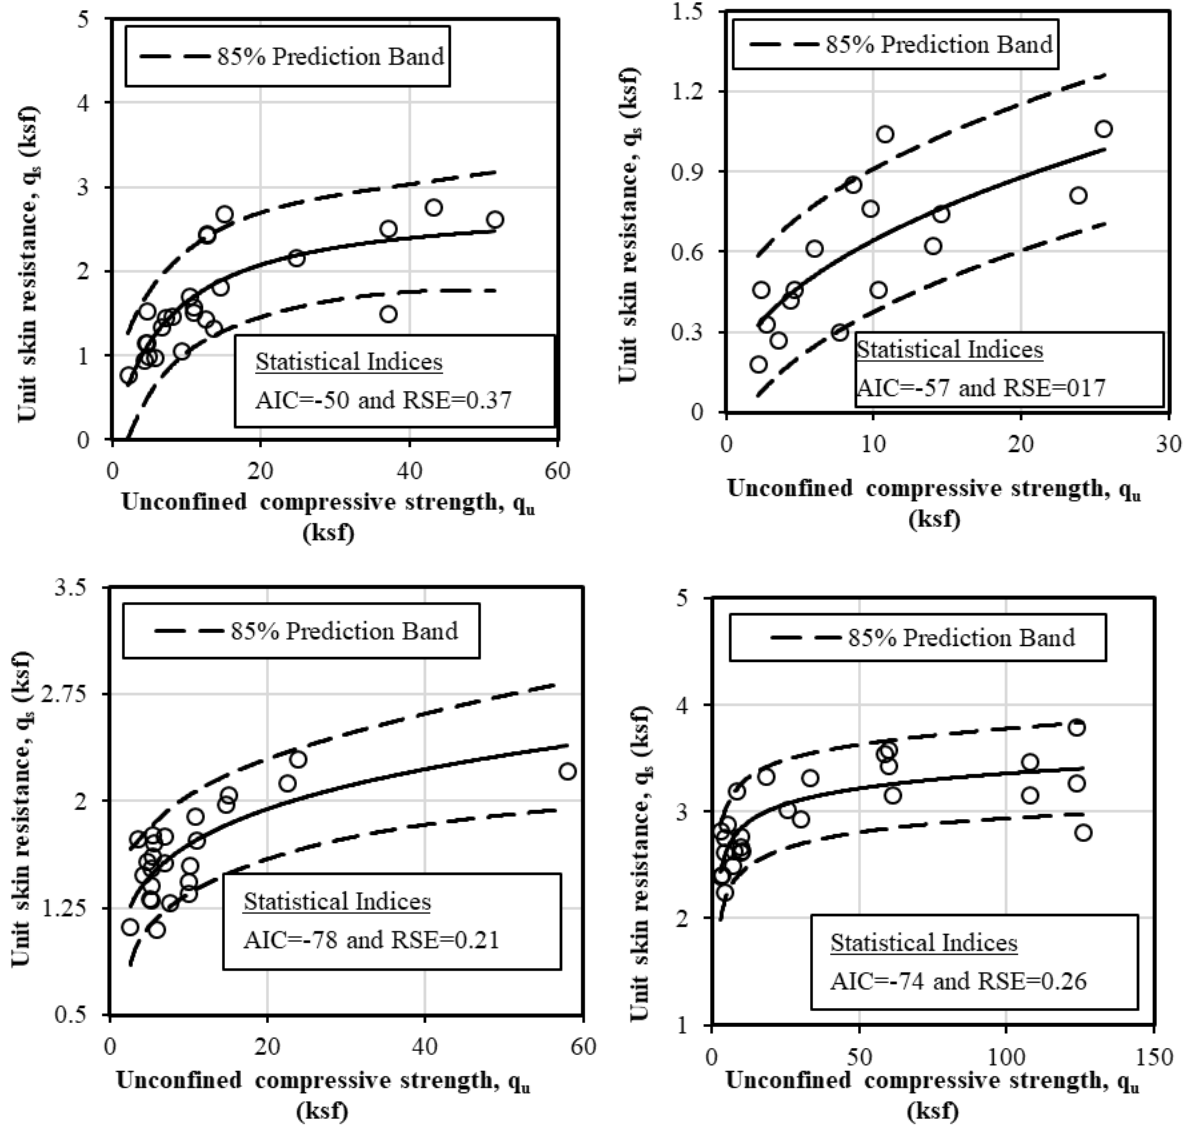 5
4
3
2
1
0
Unit skin resistance, qs (ksf)
85% Prediction Band
Statistical Indices
AIC=-50 and RSE=0.37
0 20 40 60
Unconfined compressive strength, qu
(ksf)
1.5
1.2
0.9
0.6
0.3
0
Unit skin resistance, qs (ksf)
85% Prediction Band
Statistical Indices
AIC=-57 and RSE=017
0 10 20 30
Unconfined compressive strength, qu
(ksf)
3.5
2.75
2
1.25
0.5
Unit skin resistance, qs (ksf)
85% Prediction Band
Statistical Indices
AIC=-78 and RSE=0.21
0 20 40 60
Unconfined compressive strength, qu
(ksf)
5
4
3
2
1
Unit skin resistance, qs (ksf)
85% Prediction Band
Statistical Indices
AIC=-74 and RSE=0.26
0 50 100 150
Unconfined compressive strength, qu
(ksf)